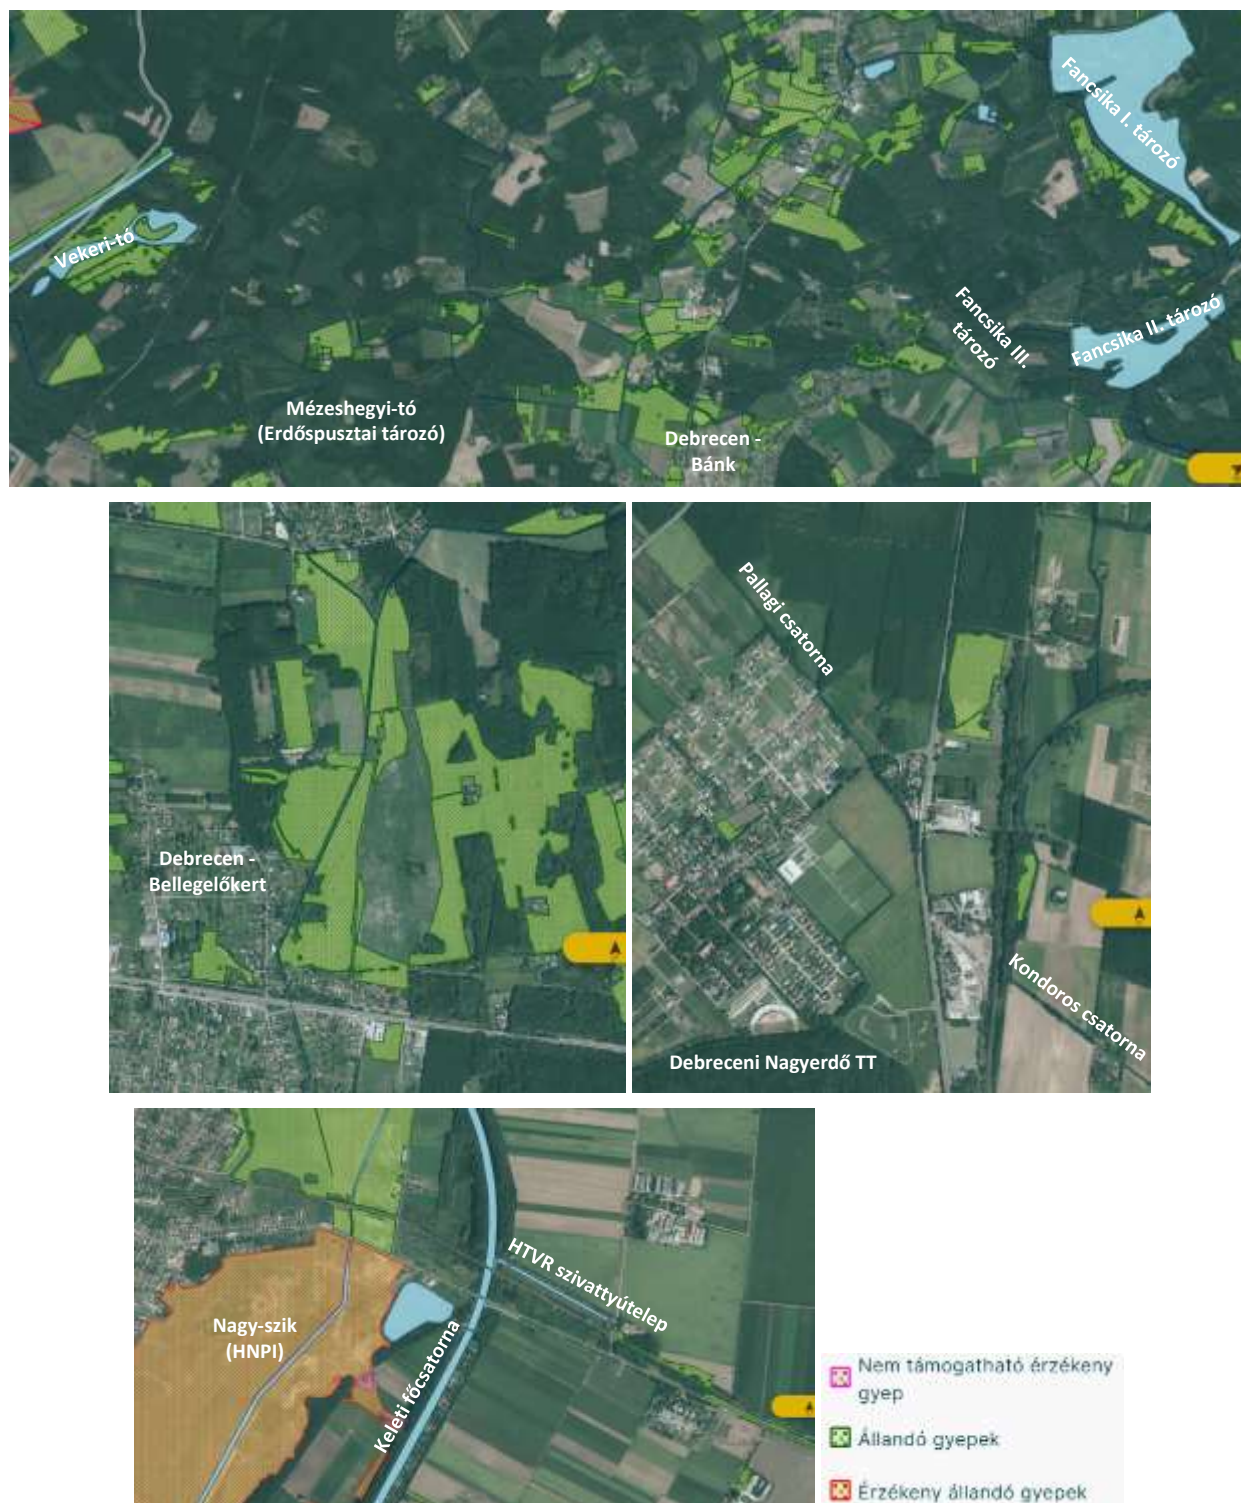 Fancsika I. tározó
Vekeri-tó
Fancsika III.
tározó
Fancsika II. tározó
Mézeshegyi-tó
(Erdőspusztai tározó)
Debrecen -
Bánk
Debrecen -
Bellegelőkert
Pallagi csatorna
Kondoros csatorna
Debreceni Nagyerdő TT
HTVR szivattyútelep
Nagy-szik
(HNPI)
Keleti főcsatorna
Nem támogatható érzékeny
gyep
Állandó gyepek
Érzékeny állandó gyepek